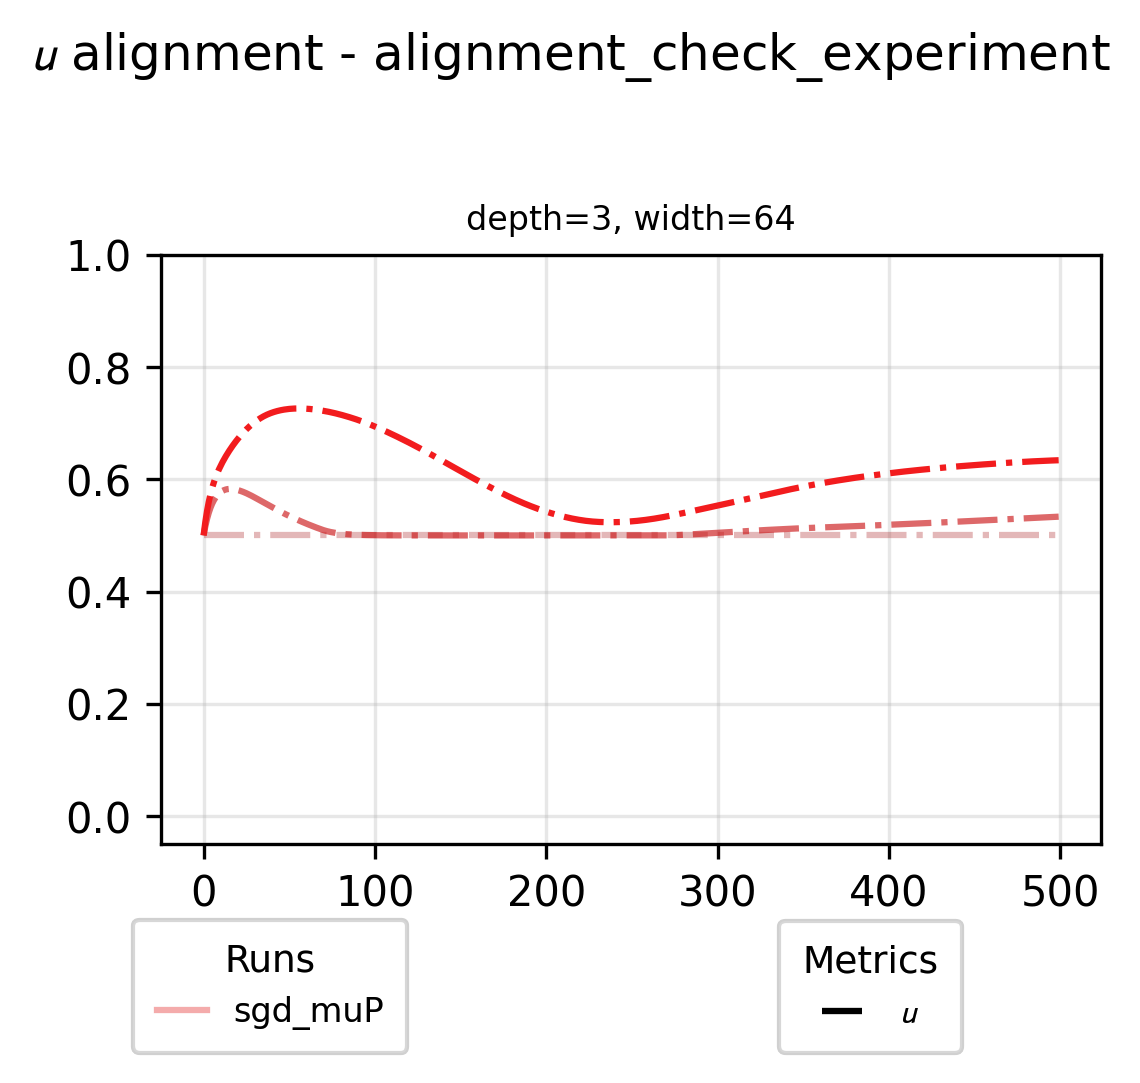 u alignment - alignment_check_experiment
depth=3, width=64
1.0
0.8
0.6
0.4
0.2
0.0
0 100 200 300 400 500
Runs
sgd_muP
Metrics
u